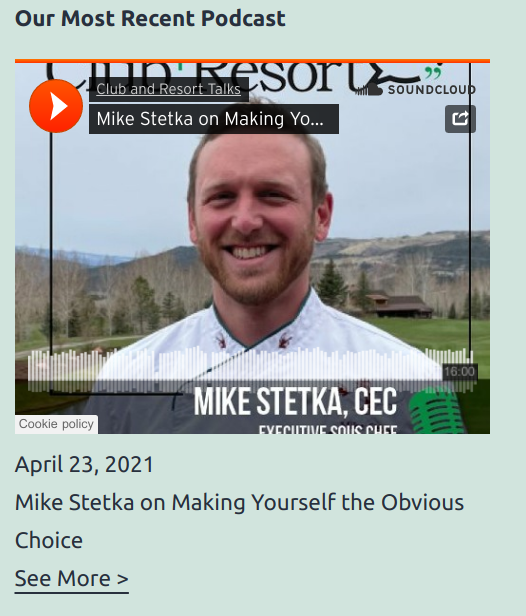 Our Most Recent Podcast
Club+Resort
SOUNDCLOUD
Club and Resort Talks
Mike Stetka on Making Yo...
16:00
MIKE STETKA, CEC
EXECUTIVE SOUS CHEF
Cookie policy
April 23, 2021
Mike Stetka on Making Yourself the Obvious
Choice
See More >